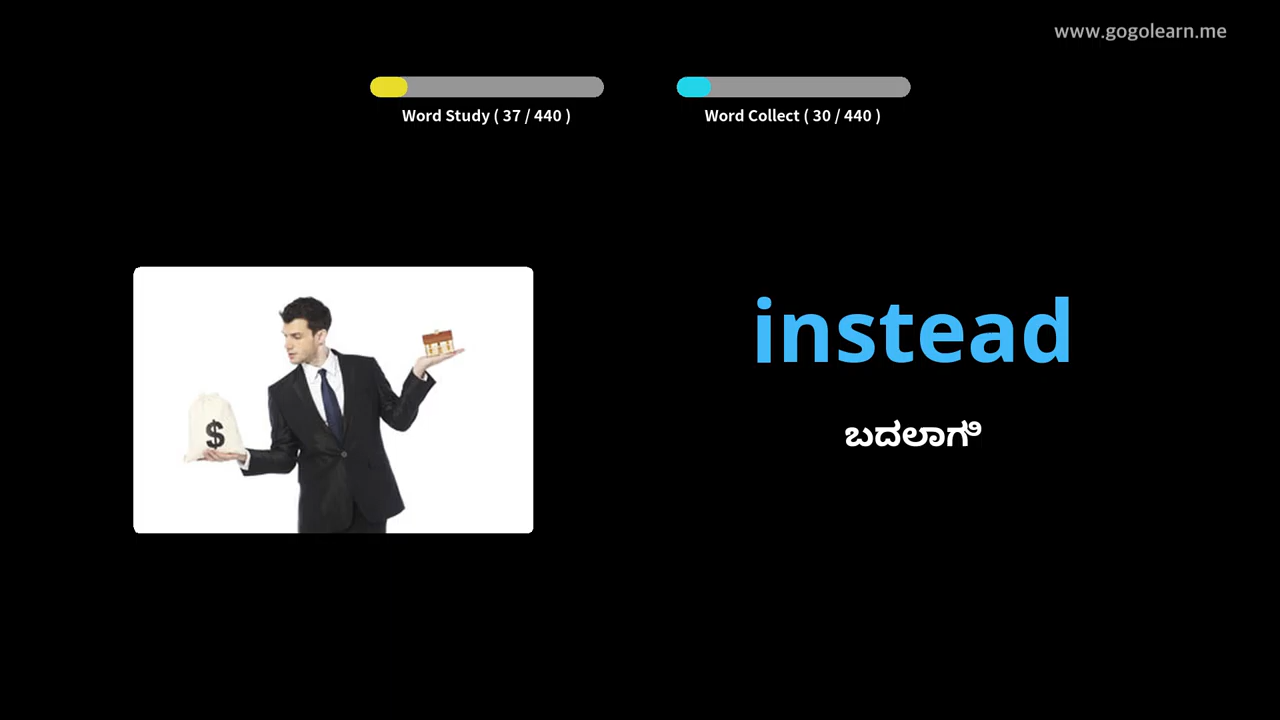 www.gogolearn.me
Word Study ( 37 / 440 )
Word Collect ( 30 / 440 )
$
instead
ಬದಲಾಗಿ